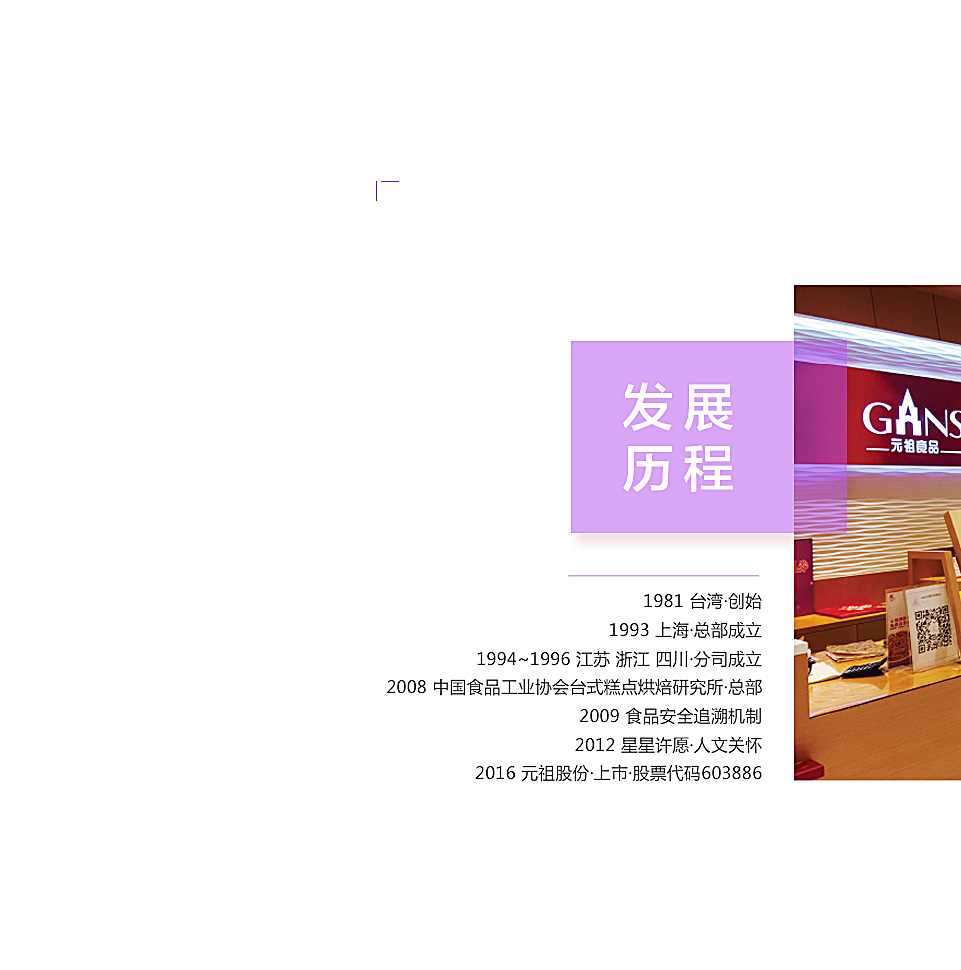 发展
历程
GANS
元祖食品
1981 台湾·创始
1993 上海·总部成立
1994~1996 江苏 浙江 四川·分司成立
2008 中国食品工业协会台式糕点烘焙研究所·总部
2009 食品安全追溯机制
2012 星星许愿·人文关怀
2016 元祖股份·上市·股票代码603886